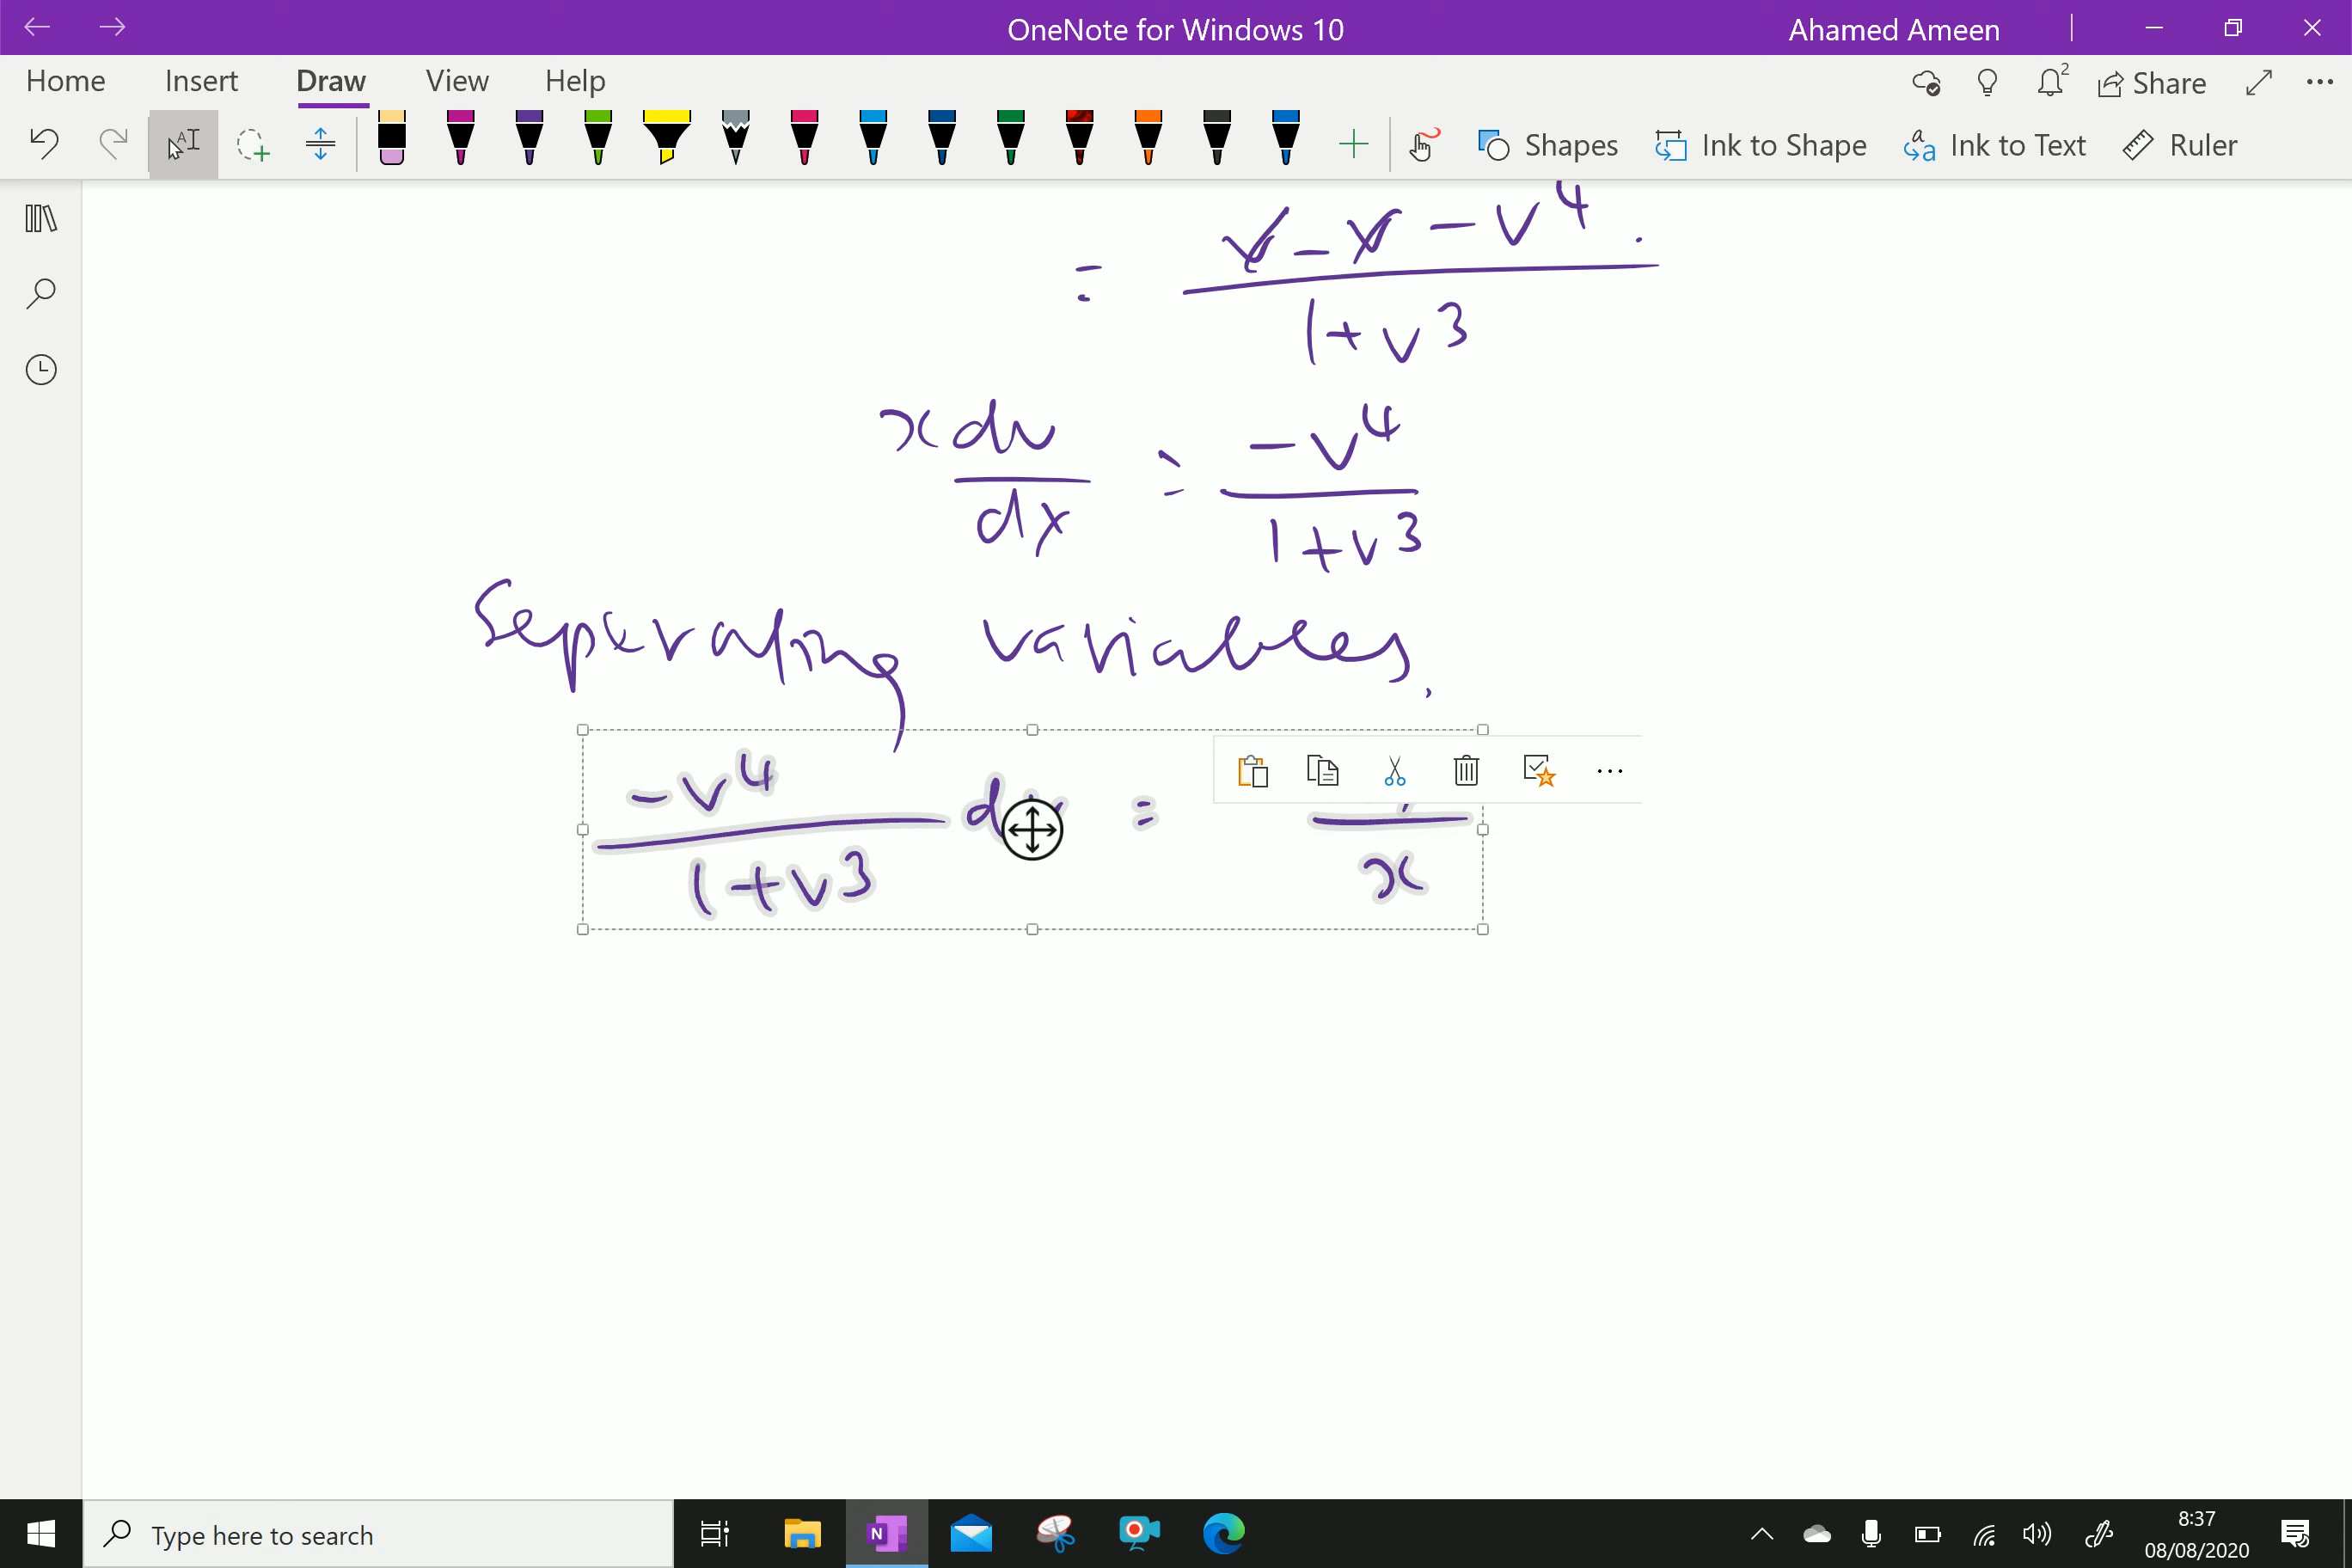 OneNote for Windows 10 Ahamed Ameen
Home Insert Draw View Help 2 Share
Shapes Ink to Shape Ink to Text Ruler
= v - v - v⁴ .
1 + v³
x dv = - v⁴
dx 1 + v³
Seperating variables.
- v⁴ d =
1 + v³ x
Type here to search
8:37
08/08/2020